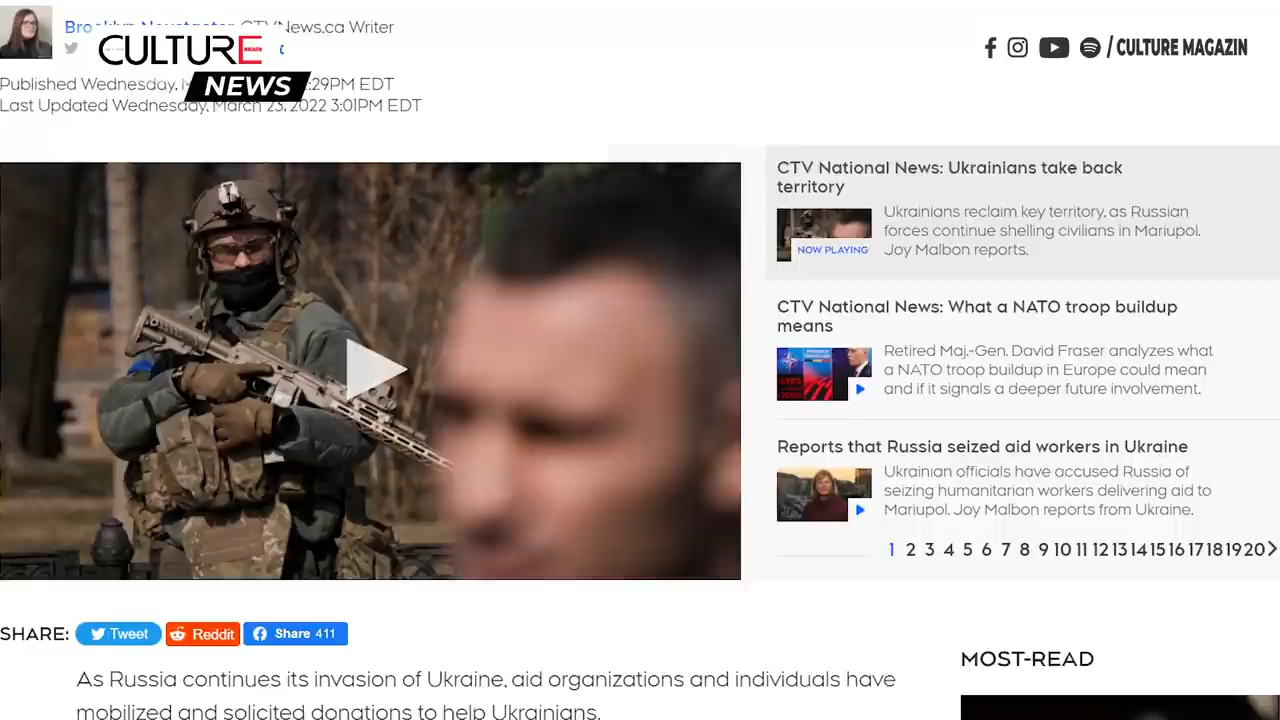 CTVNews.ca Writer
CULTURE
MAGAZIN
NEWS
/ CULTURE MAGAZIN
Published Wednesday, :29PM EDT
Last Updated Wednesday, March 23, 2022 3:01PM EDT
CTV National News: Ukrainians take back
territory
Ukrainians reclaim key territory, as Russian
forces continue shelling civilians in Mariupol.
Joy Malbon reports.
NOW PLAYING
CTV National News: What a NATO troop buildup
means
Retired Maj.-Gen. David Fraser analyzes what
a NATO troop buildup in Europe could mean
and if it signals a deeper future involvement.
Reports that Russia seized aid workers in Ukraine
Ukrainian officials have accused Russia of
seizing humanitarian workers delivering aid to
Mariupol. Joy Malbon reports from Ukraine.
1 2 3 4 5 6 7 8 9 10 11 12 13 14 15 16 17 18 19 20
SHARE: Tweet Reddit Share 411
As Russia continues its invasion of Ukraine, aid organizations and individuals have
mobilized and solicited donations to help Ukrainians.
MOST-READ